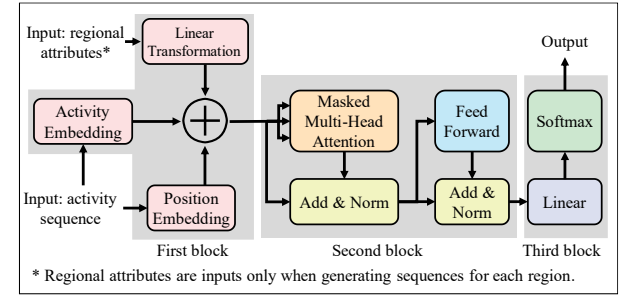 Input: regional
attributes*
Linear
Transformation
Output
Activity
Embedding
Masked
Multi-Head
Attention
Feed
Forward
Softmax
Input: activity
sequence
Position
Embedding
Add & Norm
Add &
Norm
Linear
First block
Second block
Third block
* Regional attributes are inputs only when generating sequences for each region.